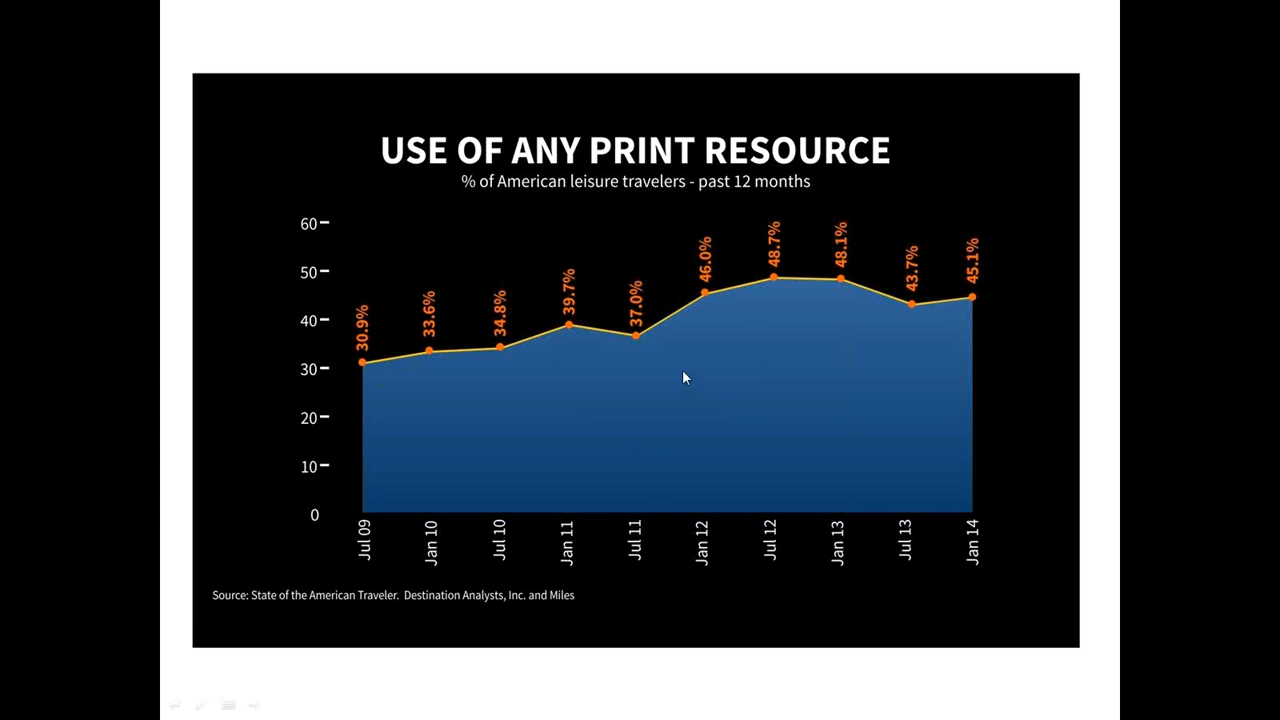 USE OF ANY PRINT RESOURCE
% of American leisure travelers - past 12 months
60
50
40
30
20
10
0
30.9%
33.6%
34.8%
39.7%
37.0%
46.0%
48.7%
48.1%
43.7%
45.1%
Jul 09
Jan 10
Jul 10
Jan 11
Jul 11
Jan 12
Jul 12
Jan 13
Jul 13
Jan 14
Source: State of the American Traveler. Destination Analysts, Inc. and Miles